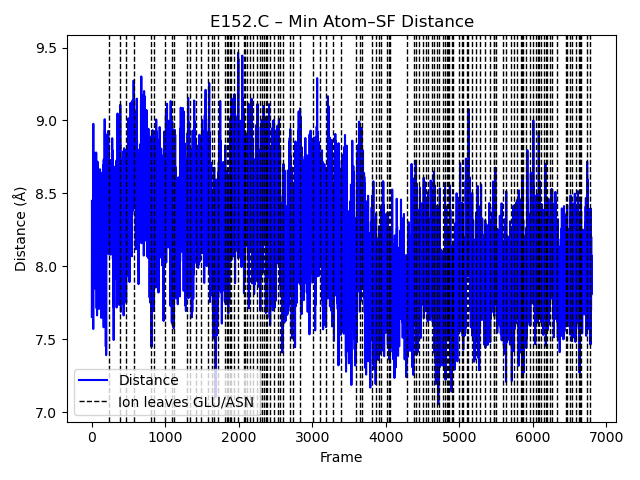 E152.C – Min Atom–SF Distance
Distance (Å)
9.5
9.0
8.5
8.0
7.5
7.0
Distance
Ion leaves GLU/ASN
0
1000
2000
3000
4000
5000
6000
7000
Frame